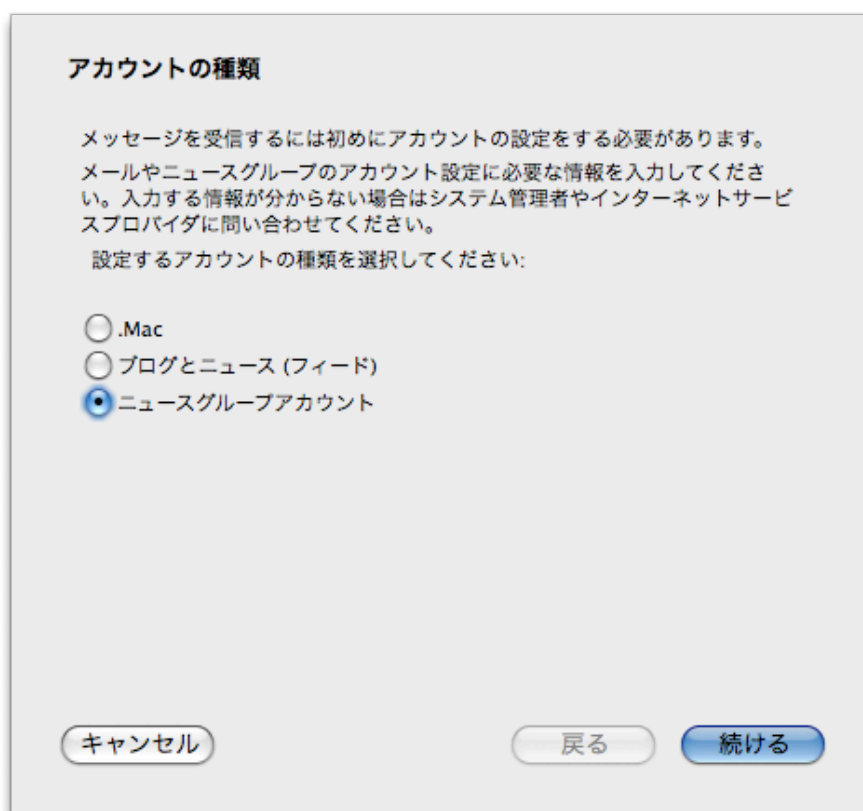 アカウントの種類
メッセージを受信するには初めにアカウントの設定をする必要があります。
メールやニュースグループのアカウント設定に必要な情報を入力してくださ
い。入力する情報が分からない場合はシステム管理者やインターネットサービ
スプロバイダに問い合わせてください。
設定するアカウントの種類を選択してください:
.Mac
ブログとニュース (フィード)
ニュースグループアカウント
キャンセル 戻る 続ける